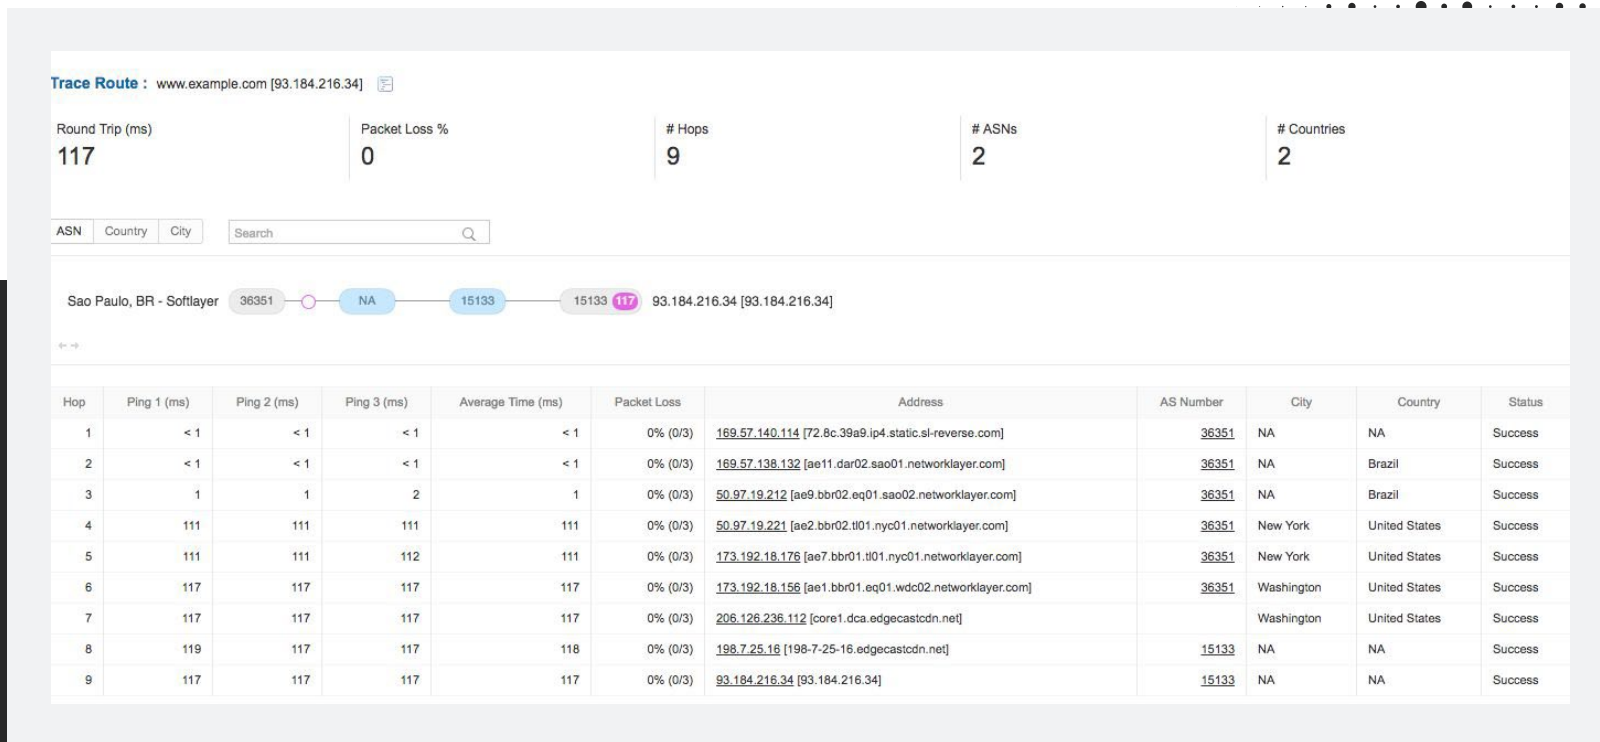 Trace Route : www.example.com [93.184.216.34]
Round Trip (ms) Packet Loss % # Hops # ASNs # Countries
117 0 9 2 2
ASN Country City Search
Sao Paulo, BR - Softlayer 36351 NA 15133 15133 117 93.184.216.34 [93.184.216.34]
Hop Ping 1 (ms) Ping 2 (ms) Ping 3 (ms) Average Time (ms) Packet Loss Address AS Number City Country Status
1 < 1 < 1 < 1 < 1 0% (0/3) 169.57.140.114 [72.8c.39a9.ip4.static.sl-reverse.com] 36351 NA NA Success
2 < 1 < 1 < 1 < 1 0% (0/3) 169.57.138.132 [ae11.dar02.sao01.networklayer.com] 36351 NA Brazil Success
3 1 1 2 1 0% (0/3) 50.97.19.212 [ae9.bbr02.eq01.sao02.networklayer.com] 36351 NA Brazil Success
4 111 111 111 111 0% (0/3) 50.97.19.221 [ae2.bbr02.tl01.nyc01.networklayer.com] 36351 New York United States Success
5 111 111 112 111 0% (0/3) 173.192.18.176 [ae7.bbr01.tl01.nyc01.networklayer.com] 36351 New York United States Success
6 117 117 117 117 0% (0/3) 173.192.18.156 [ae1.bbr01.eq01.wdc02.networklayer.com] 36351 Washington United States Success
7 117 117 117 117 0% (0/3) 206.126.236.112 [core1.dca.edgecastcdn.net] Washington United States Success
8 119 117 117 118 0% (0/3) 198.7.25.16 [198-7-25-16.edgecastcdn.net] 15133 NA NA Success
9 117 117 117 117 0% (0/3) 93.184.216.34 [93.184.216.34] 15133 NA NA Success